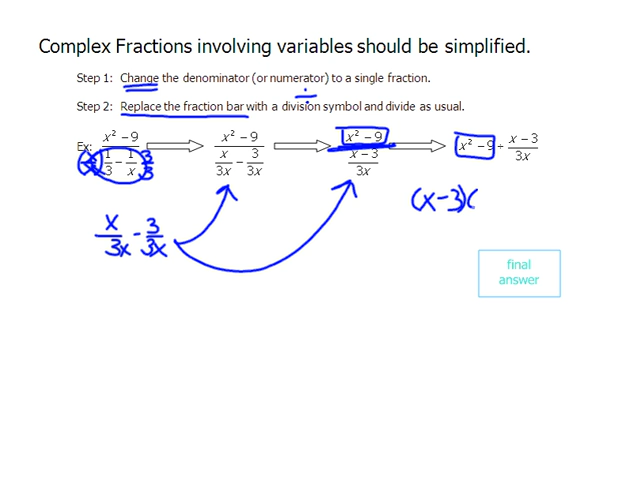 Complex Fractions involving variables should be simplified.
Step 1: Change the denominator (or numerator) to a single fraction.
÷
Step 2: Replace the fraction bar with a division symbol and divide as usual.
Ex: x² − 9 x² − 9 x² − 9 x² − 9 ÷ x − 3
1 − 1 3 x − 3 x − 3 3x
3 x 3 3x 3x 3x
(x−3)(
x − 3
3x 3x
final
answer